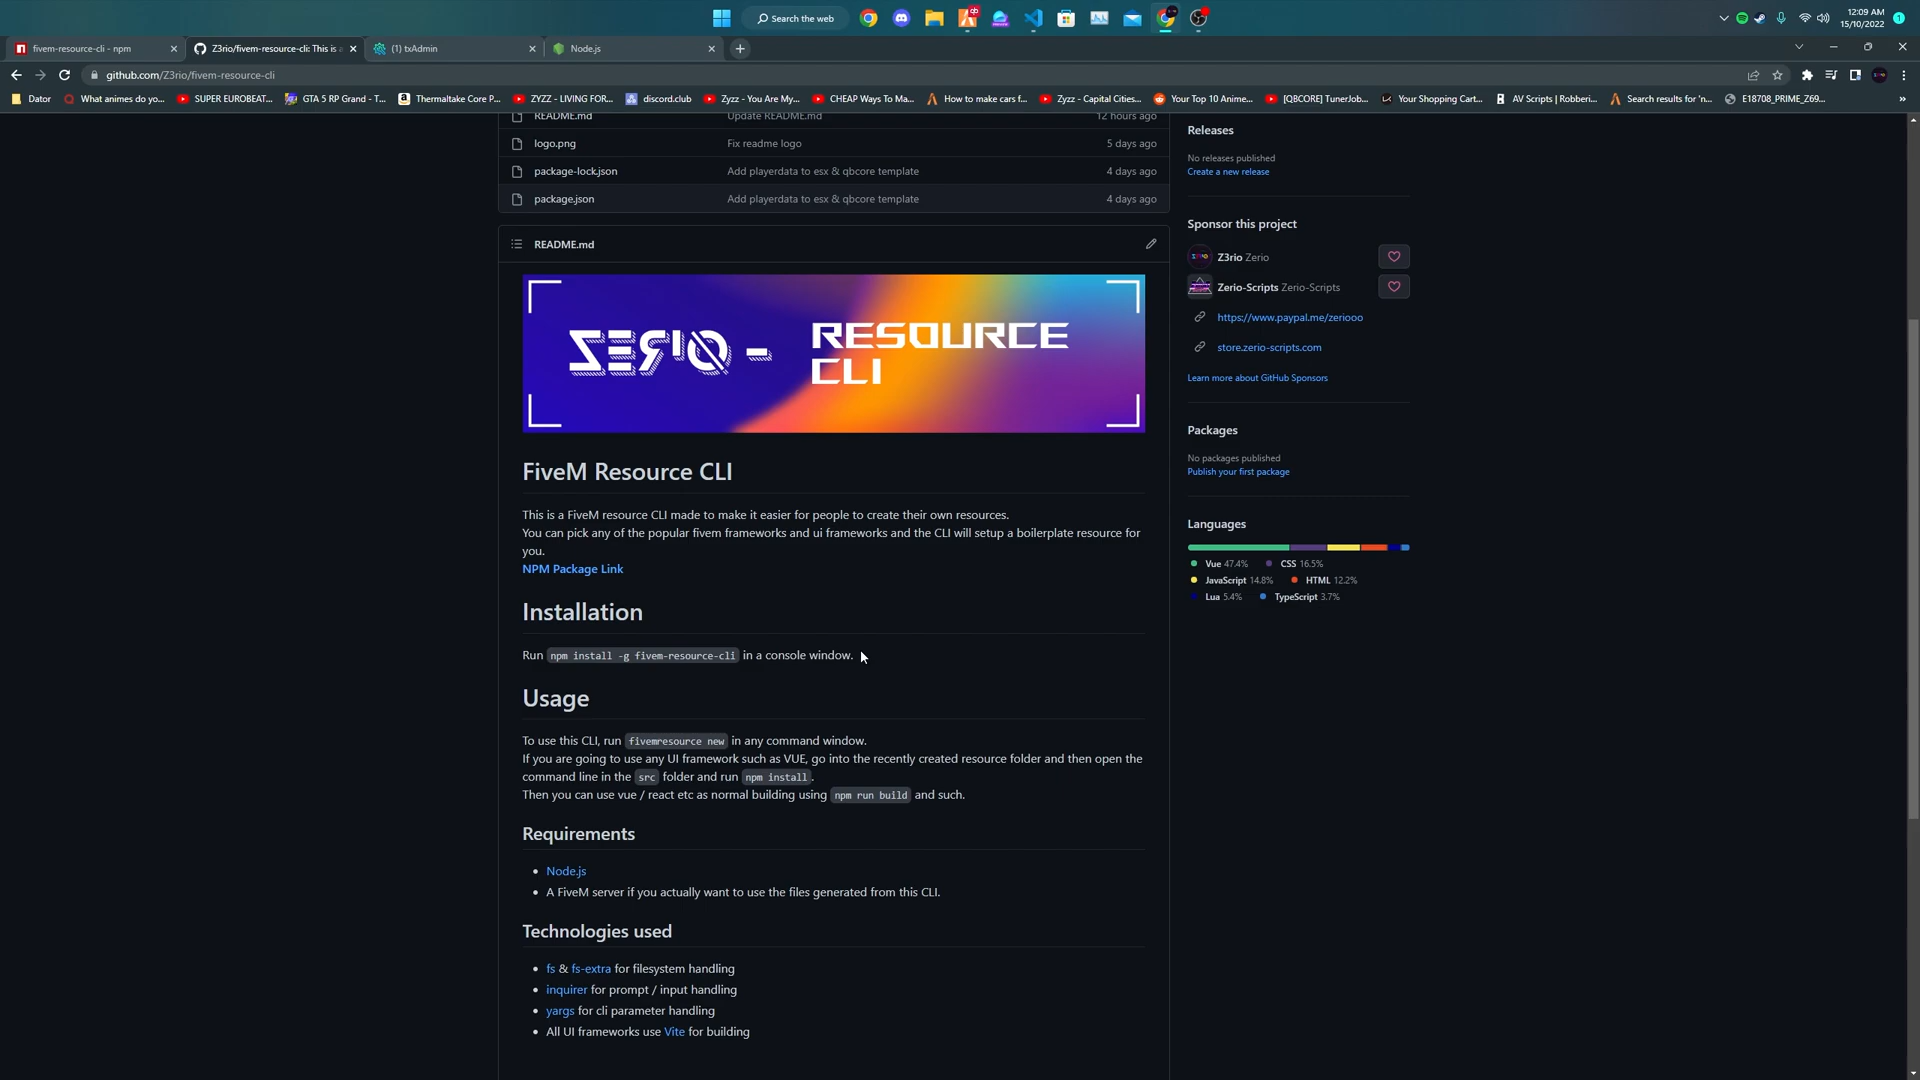 Search the web
12:09 AM
15/10/2022
1
fivem-resource-cli - npm
Z3rio/fivem-resource-cli: This is a
(1) txAdmin
Node.js
github.com/Z3rio/fivem-resource-cli
Dator
What animes do yo...
SUPER EUROBEAT...
GTA 5 RP Grand - T...
Thermaltake Core P...
ZYZZ - LIVING FOR...
discord.club
Zyzz - You Are My...
CHEAP Ways To Ma...
How to make cars f...
Zyzz - Capital Cities...
Your Top 10 Anime...
[QBCORE] TunerJob...
Your Shopping Cart...
AV Scripts | Robberi...
Search results for 'n...
E18708_PRIME_Z69...
»
README.md Update README.md 12 hours ago
logo.png Fix readme logo 5 days ago
package-lock.json Add playerdata to esx & qbcore template 4 days ago
package.json Add playerdata to esx & qbcore template 4 days ago
README.md
ZERIO - RESOURCE
CLI
FiveM Resource CLI
This is a FiveM resource CLI made to make it easier for people to create their own resources.
You can pick any of the popular fivem frameworks and ui frameworks and the CLI will setup a boilerplate resource for
you.
NPM Package Link
Installation
Run npm install -g fivem-resource-cli in a console window.
Usage
To use this CLI, run fivemresource new in any command window.
If you are going to use any UI framework such as VUE, go into the recently created resource folder and then open the
command line in the src folder and run npm install.
Then you can use vue / react etc as normal building using npm run build and such.
Requirements
• Node.js
• A FiveM server if you actually want to use the files generated from this CLI.
Technologies used
• fs & fs-extra for filesystem handling
• inquirer for prompt / input handling
• yargs for cli parameter handling
• All UI frameworks use Vite for building
Releases
No releases published
Create a new release
Sponsor this project
Z3rio Zerio
Zerio-Scripts Zerio-Scripts
https://www.paypal.me/zeriooo
store.zerio-scripts.com
Learn more about GitHub Sponsors
Packages
No packages published
Publish your first package
Languages
Vue 47.4% CSS 16.5%
JavaScript 14.8% HTML 12.2%
Lua 5.4% TypeScript 3.7%